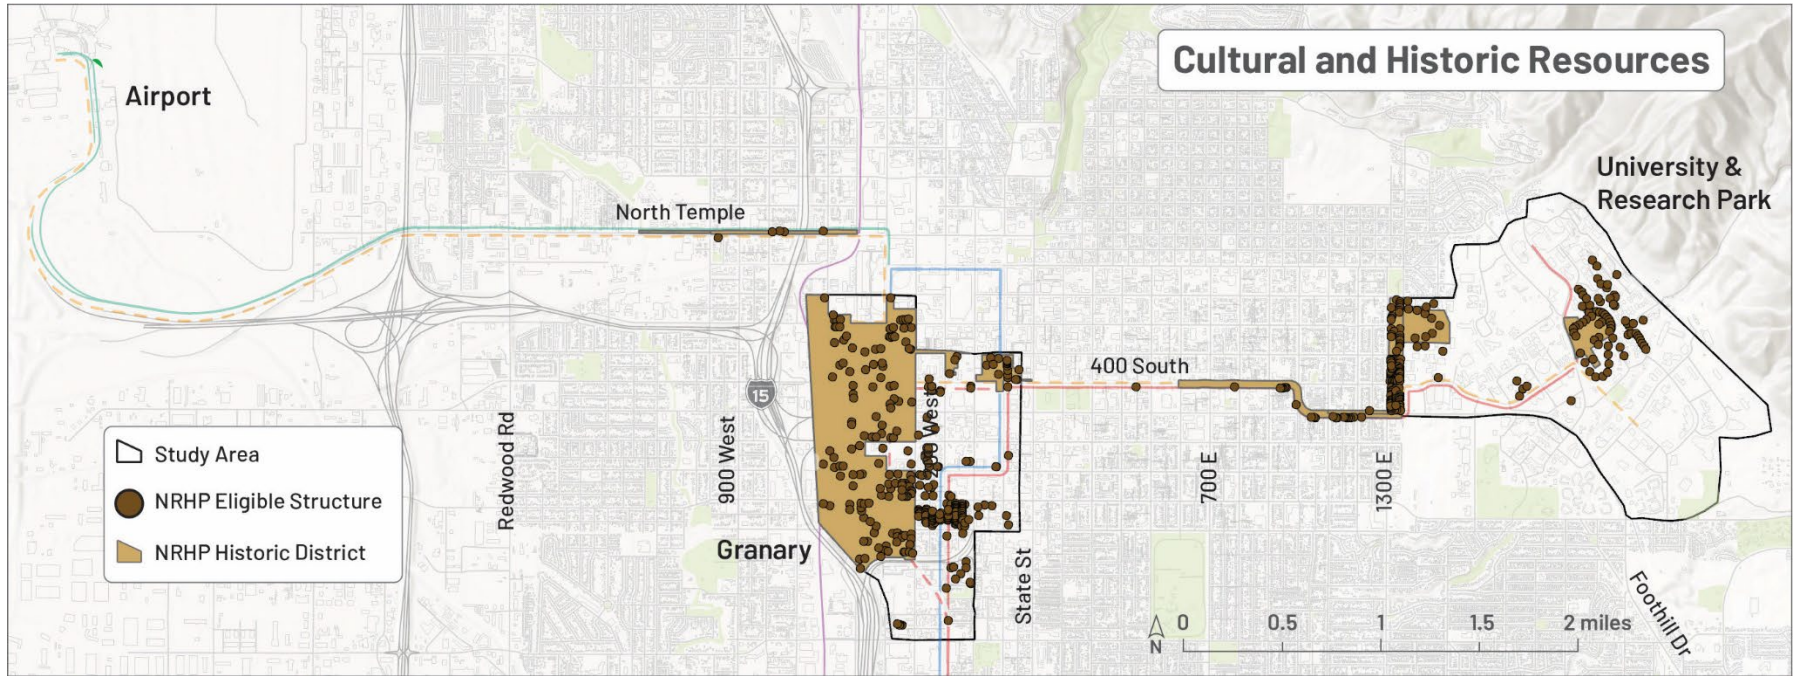 Cultural and Historic Resources
Airport
University &
Research Park
North Temple
400 South
15
Redwood Rd
900 West
200 West
700 E
1300 E
Study Area
NRHP Eligible Structure
NRHP Historic District
Granary
State St
Foothill Dr
0 0.5 1 1.5 2 miles
N